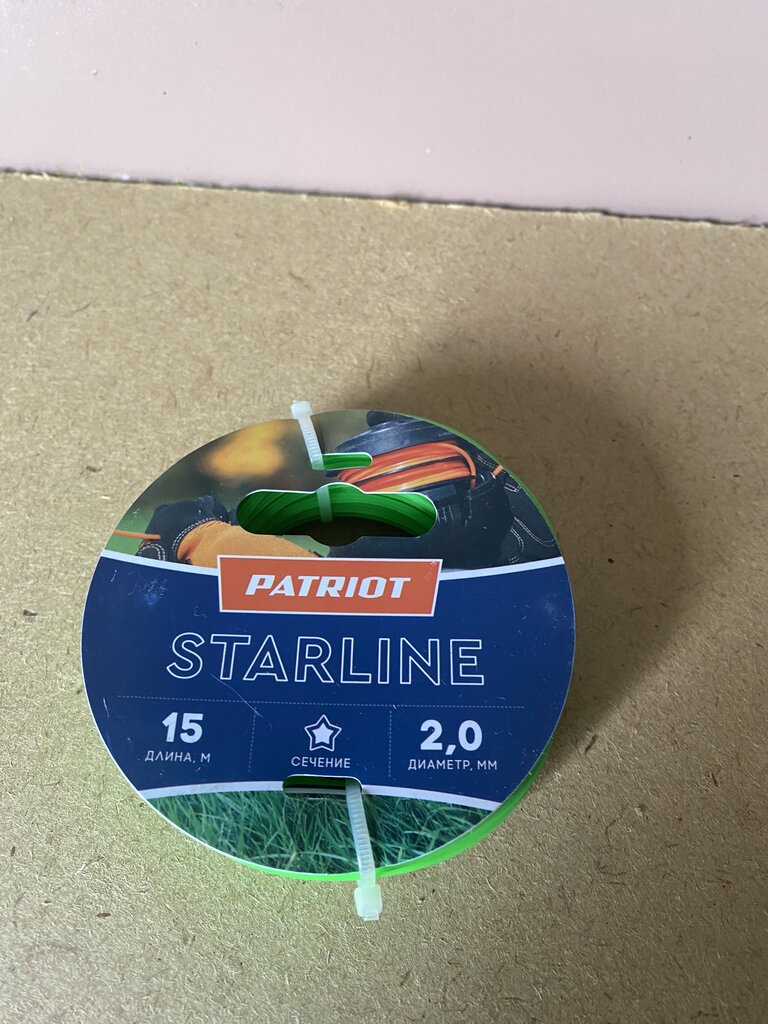 PATRIOT
STARLINE
15
ДЛИНА, М
СЕЧЕНИЕ
2,0
ДИАМЕТР, ММ